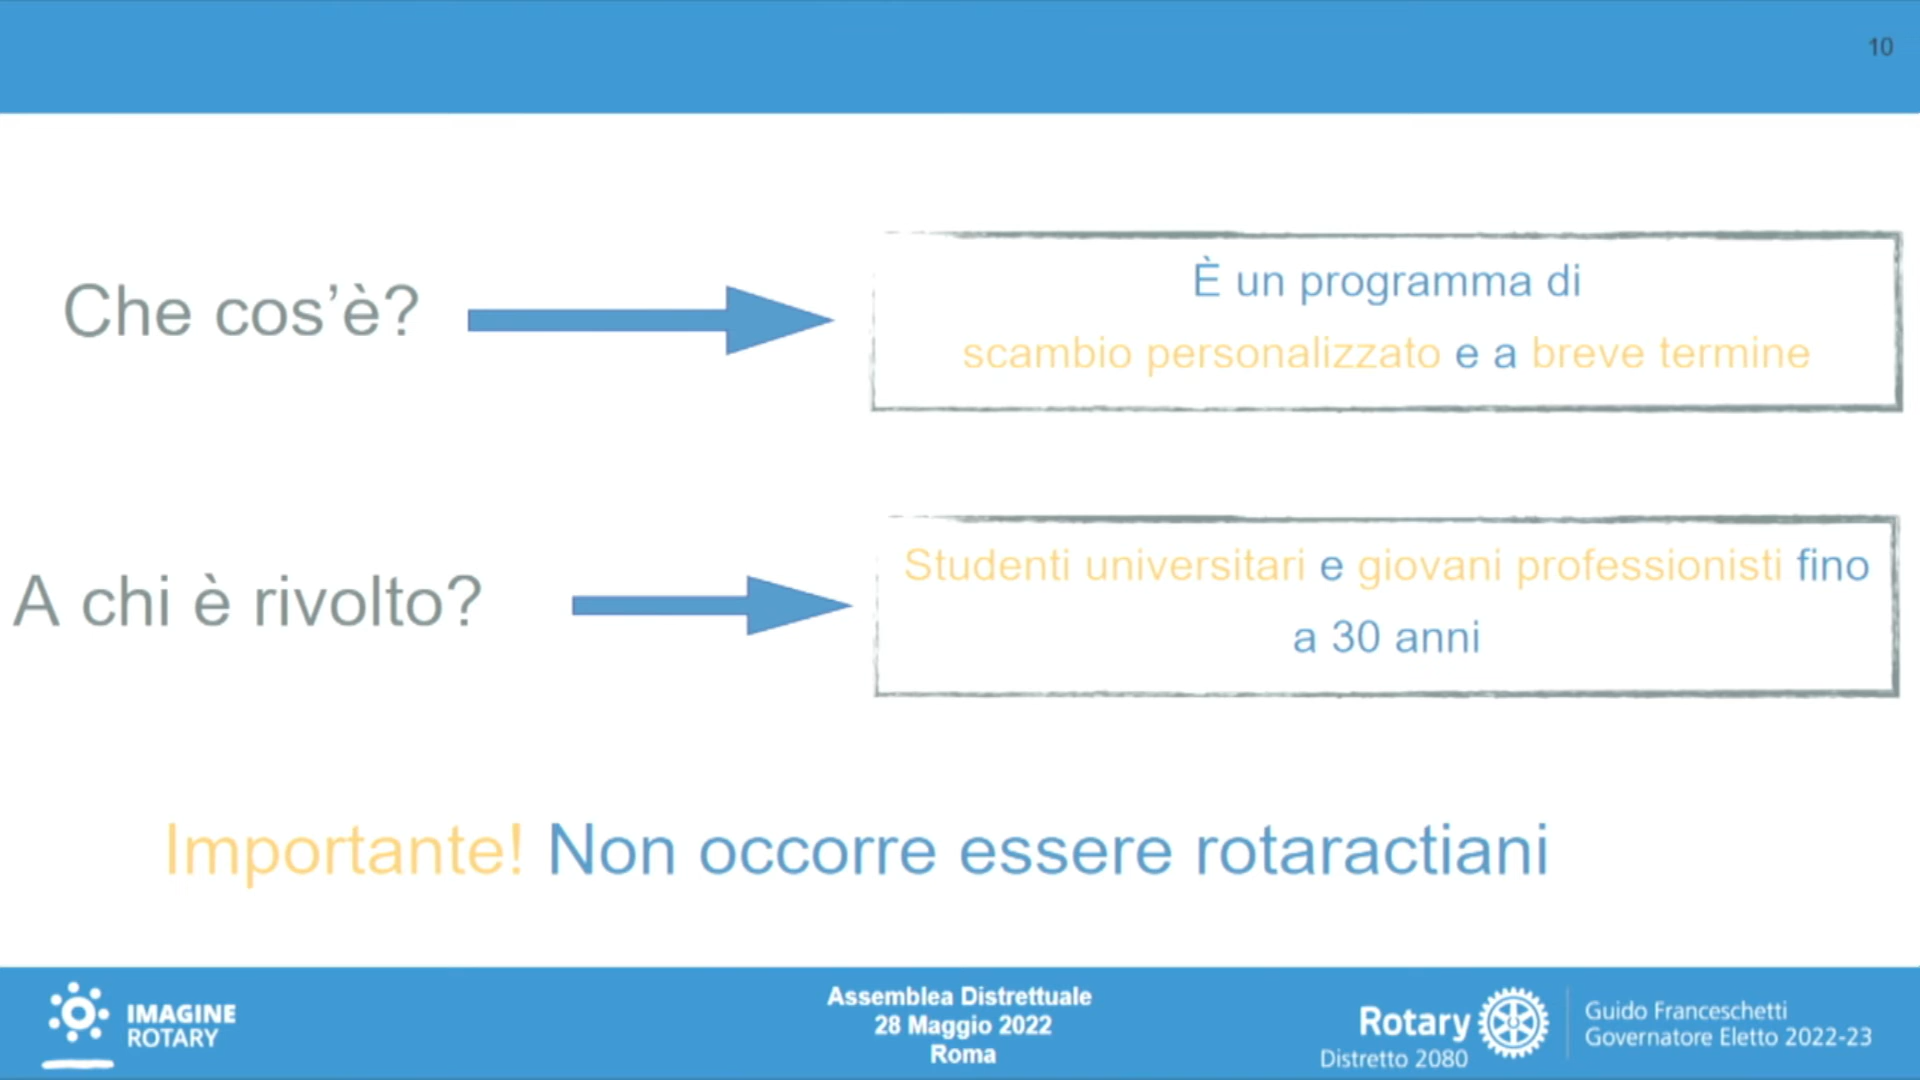 10
Che cos’è?
È un programma di
scambio personalizzato e a breve termine
A chi è rivolto?
Studenti universitari e giovani professionisti fino
a 30 anni
Importante! Non occorre essere rotaractiani
IMAGINE
ROTARY
Assemblea Distrettuale
28 Maggio 2022
Roma
Rotary
Distretto 2080
Guido Franceschetti
Governatore Eletto 2022-23